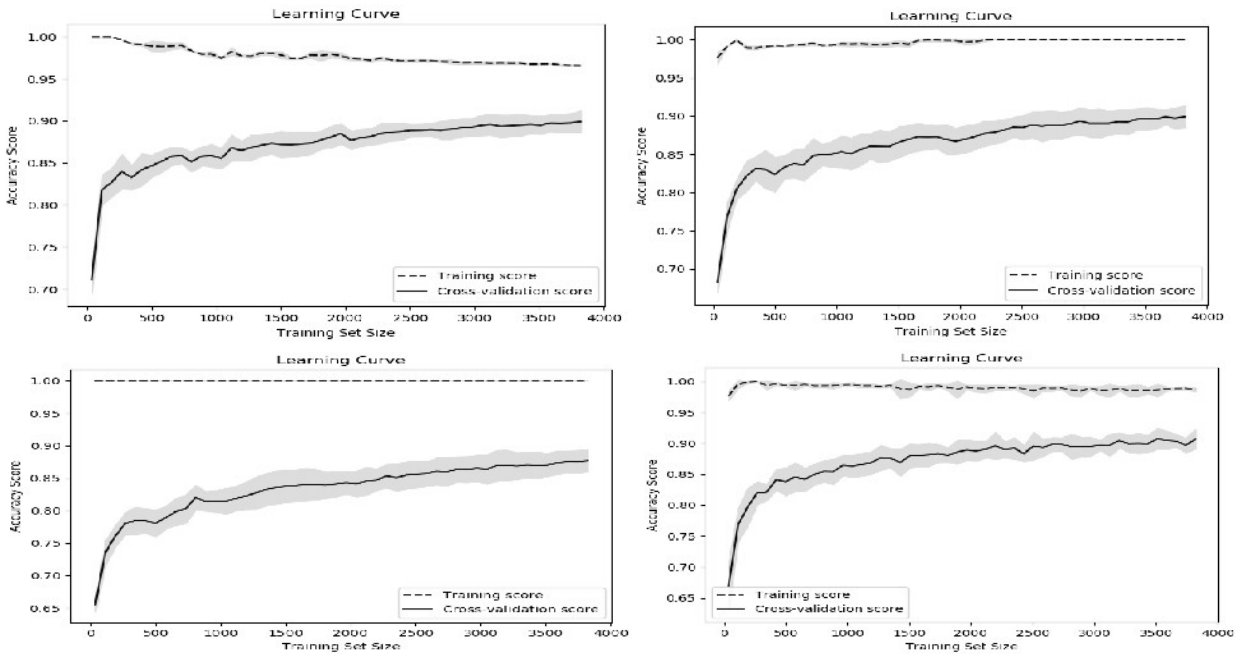 Learning Curve
Accuracy Score
1.00
0.95
0.90
0.85
0.80
0.75
0.70
Training score
Cross-validation score
0 500 1000 1500 2000 2500 3000 3500 4000
Training Set Size
Learning Curve
Accuracy Score
1.00
0.95
0.90
0.85
0.80
0.75
0.70
Training score
Cross-validation score
0 500 1000 1500 2000 2500 3000 3500 4000
Training Set Size
Learning Curve
Accuracy Score
1.00
0.95
0.90
0.85
0.80
0.75
0.70
0.65
Training score
Cross-validation score
0 500 1000 1500 2000 2500 3000 3500 4000
Training Set Size
Learning Curve
Accuracy Score
1.00
0.95
0.90
0.85
0.80
0.75
0.70
0.65
Training score
Cross-validation score
0 500 1000 1500 2000 2500 3000 3500 4000
Training Set Size